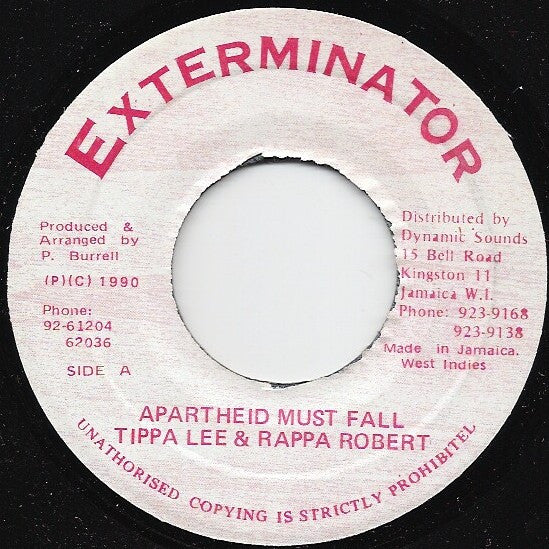 EXTERMINATOR
Produced &
Arranged by
P. Burrell
(P)(C) 1990
Phone:
92-61204
62036
SIDE A
Distributed by
Dynamic Sounds
15 Bell Road
Kingston 11
Jamaica W.I.
Phone: 923-9168
923-9138
Made in Jamaica.
West Indies
APARTHEID MUST FALL
TIPPA LEE & RAPPA ROBERT
UNAUTHORISED COPYING IS STRICTLY PROHIBITEL